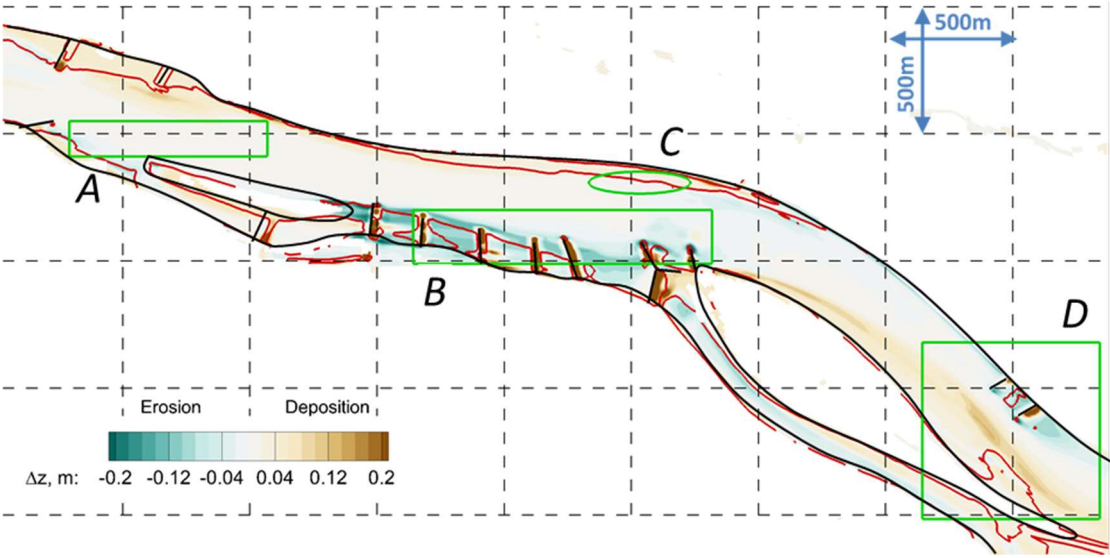 500m
500m
C
A
B
D
Erosion Deposition
Δz, m: -0.2 -0.12 -0.04 0.04 0.12 0.2